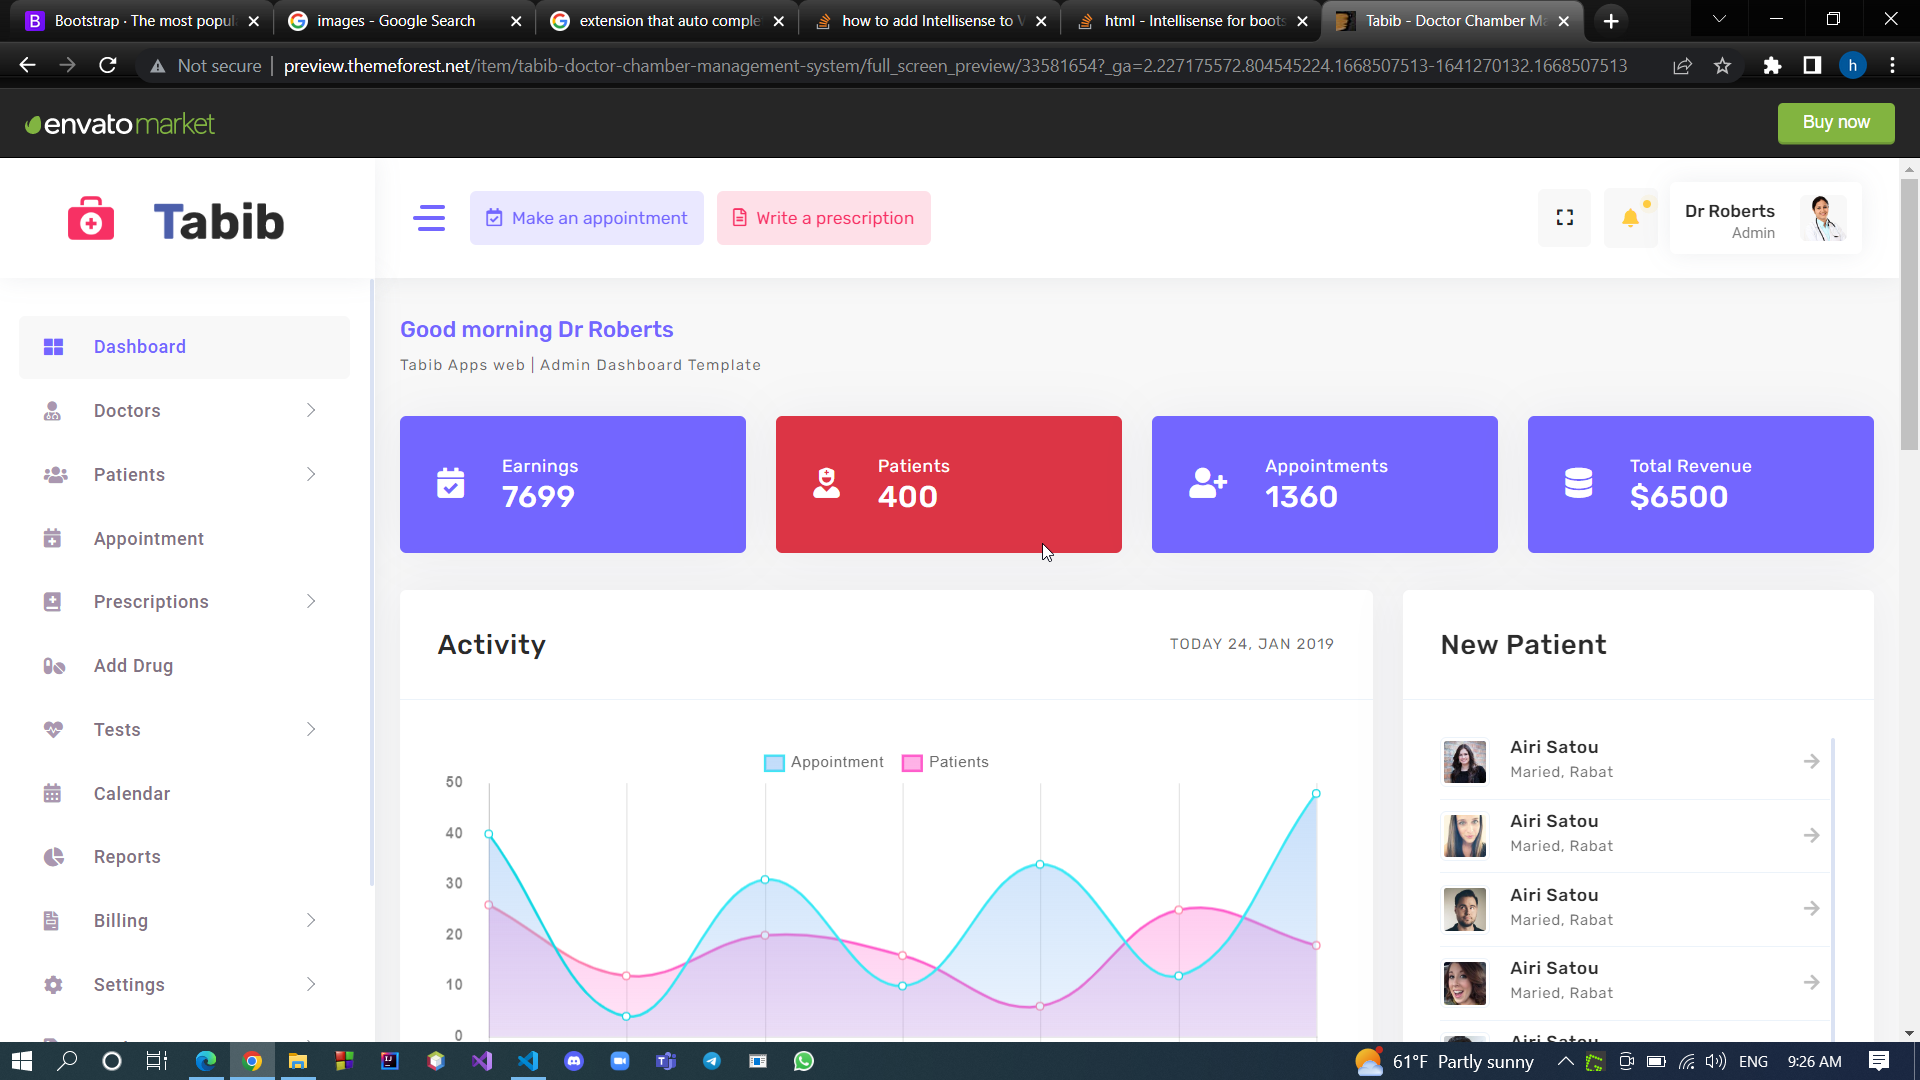 Bootstrap · The most popul
images - Google Search
extension that auto comple
how to add Intellisense to V
html - Intellisense for boots
Tabib - Doctor Chamber Ma
Not secure
preview.themeforest.net/item/tabib-doctor-chamber-management-system/full_screen_preview/33581654?_ga=2.227175572.804545224.1668507513-1641270132.1668507513
h
envatomarket
Buy now
Tabib
Make an appointment
Write a prescription
Dr Roberts
Admin
Dashboard
Doctors
Patients
Appointment
Prescriptions
Add Drug
Tests
Calendar
Reports
Billing
Settings
Good morning Dr Roberts
Tabib Apps web | Admin Dashboard Template
Earnings
7699
Patients
400
Appointments
1360
Total Revenue
$6500
Activity
TODAY 24, JAN 2019
Appointment
Patients
50
40
30
20
10
0
New Patient
Airi Satou
Maried, Rabat
Airi Satou
Maried, Rabat
Airi Satou
Maried, Rabat
Airi Satou
Maried, Rabat
Airi Satou
61°F Partly sunny
ENG
9:26 AM